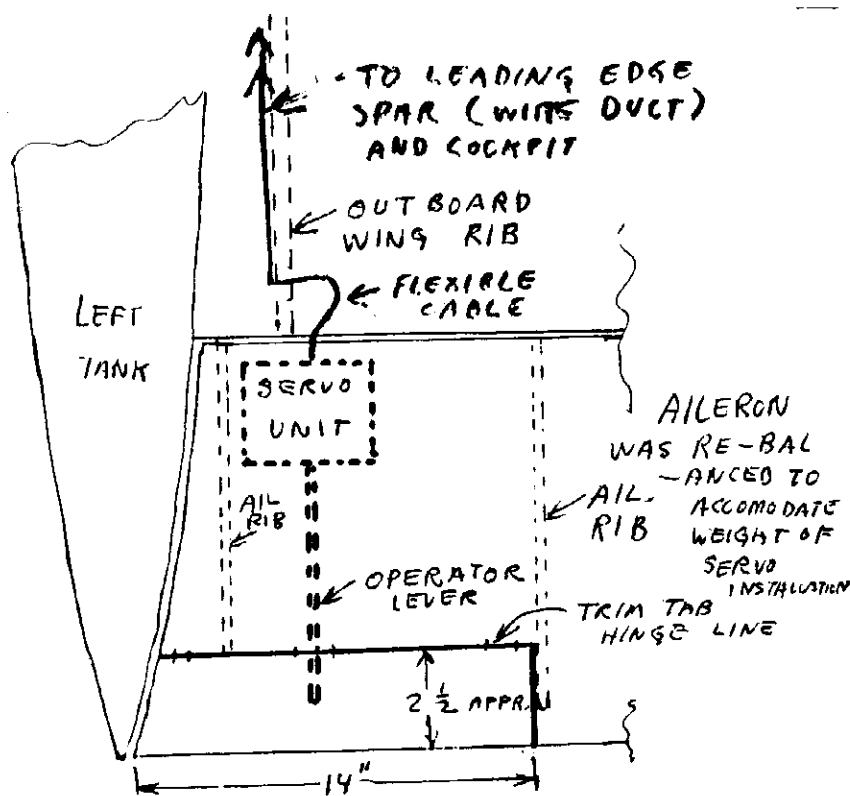 TO LEADING EDGE
SPAR (WIRE DUCT)
AND COCKPIT
OUTBOARD
WING RIB
FLEXIBLE
CABLE
LEFT
TANK
SERVO
UNIT
AILERON
WAS RE-BAL
-ANCED TO
ACCOMODATE
WEIGHT OF
SERVO
INSTALLATION
AIL
RIB
AIL.
RIB
OPERATOR
LEVER
TRIM TAB
HINGE LINE
2 1/2 APPR.
14"